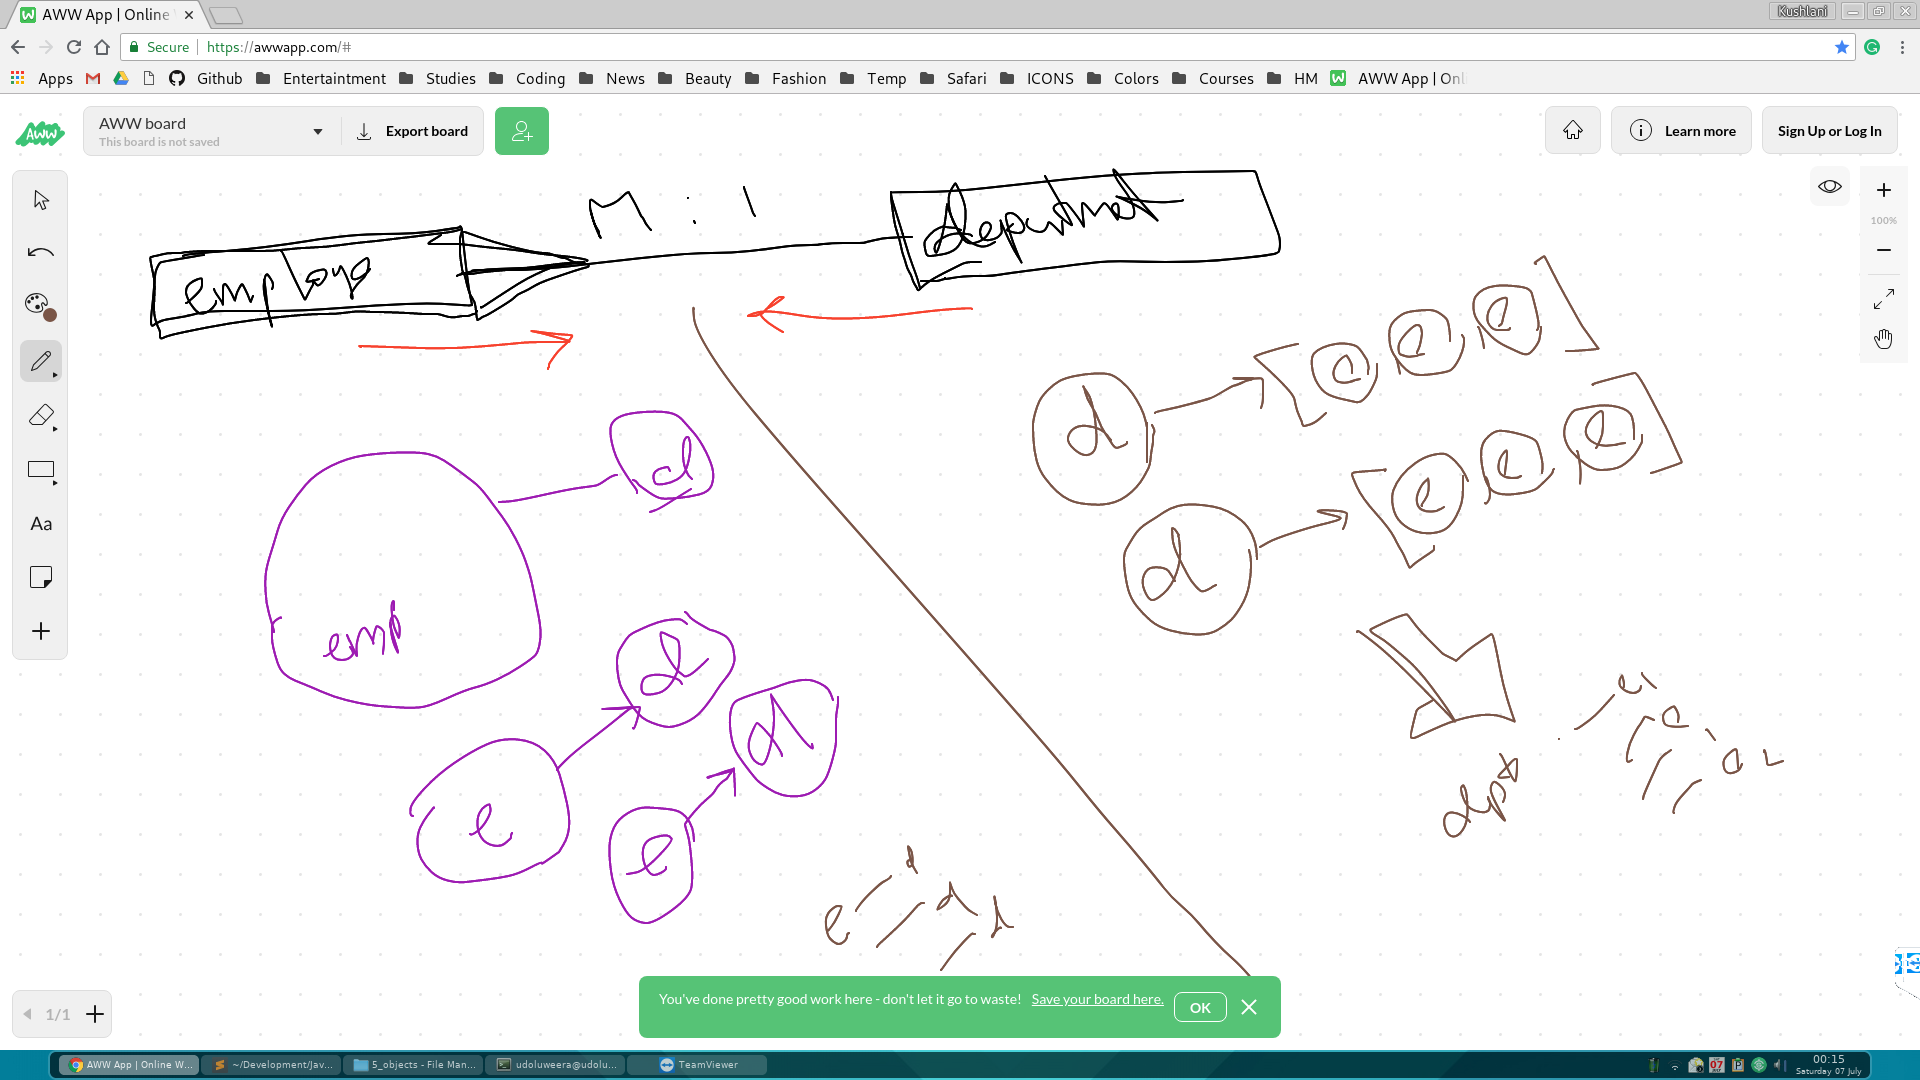 AWW App | Online
Kushlani
Secure https://awwapp.com/#
Apps Github Entertaintment Studies Coding News Beauty Fashion Temp Safari ICONS Colors Courses HM AWW App | Onl
AWW
AWW board
This board is not saved
Export board
Learn more
Sign Up or Log In
M : 1
department
100%
Aa
d
emp
d
d
e
e
d
e e e
d
e e e
e
d
d
d
dept
You've done pretty good work here - don't let it go to waste! Save your board here. OK
1/1
AWW App | Online W... ~/Development/Jav... 5_objects - File Man... udoluweera@udolu... TeamViewer
07
00:15
Saturday 07 July